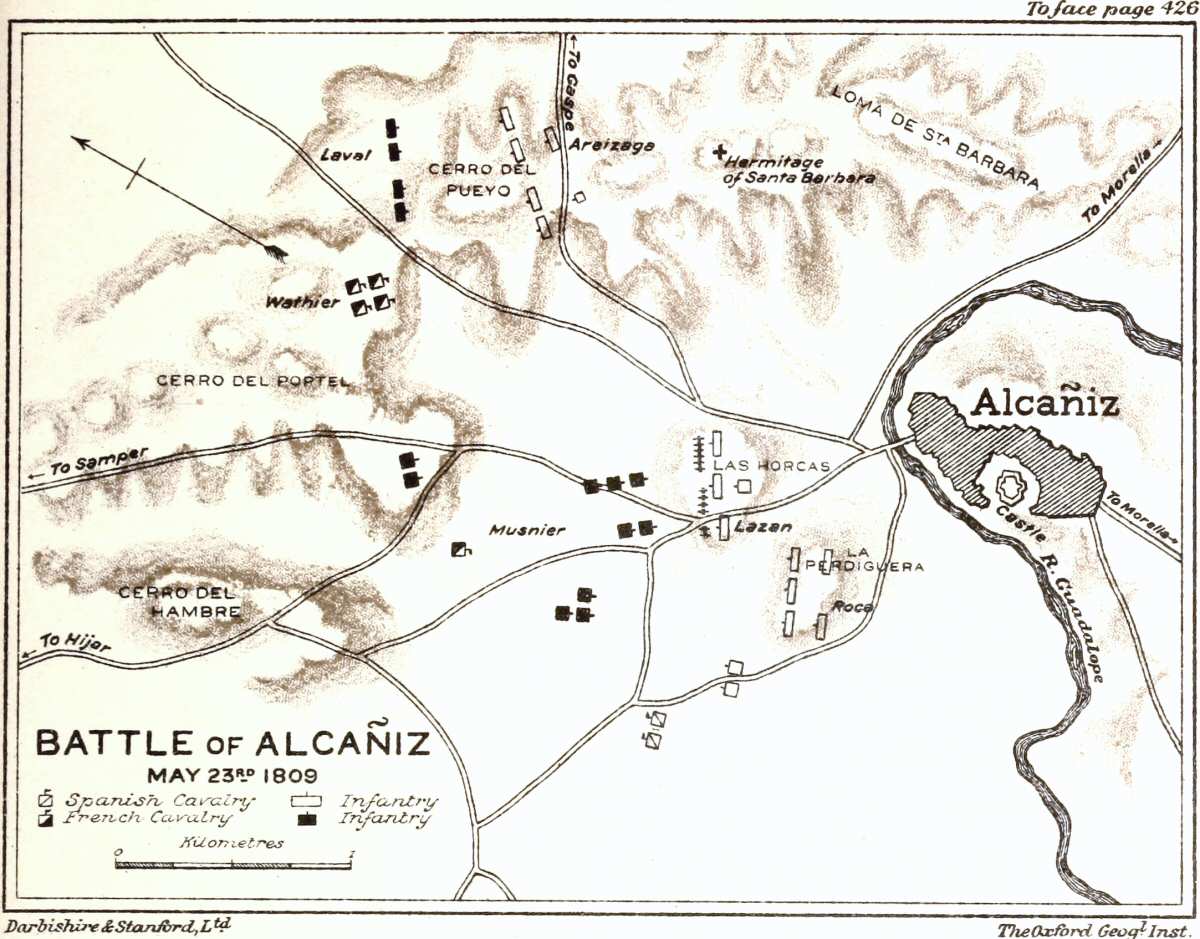 To face page 426
To Caspe
LOMA DE STA BARBARA
Laval
Areizaga
CERRO DEL
PUEYO
Hermitage
of Santa Barbara
To Morella
Wathier
CERRO DEL PORTEL
Alcañiz
To Samper
LAS HORCAS
To Morella
Castle
Musnier
Lazan
LA
PERDIGUERA
R. Guadalope
CERRO DEL
HAMBRE
Roca
To Hijar
BATTLE OF ALCAÑIZ
MAY 23RD 1809
Spanish Cavalry Infantry
French Cavalry Infantry
Kilometres
0 1
Darbishire & Stanford, Ltd
The Oxford Geogl Inst.